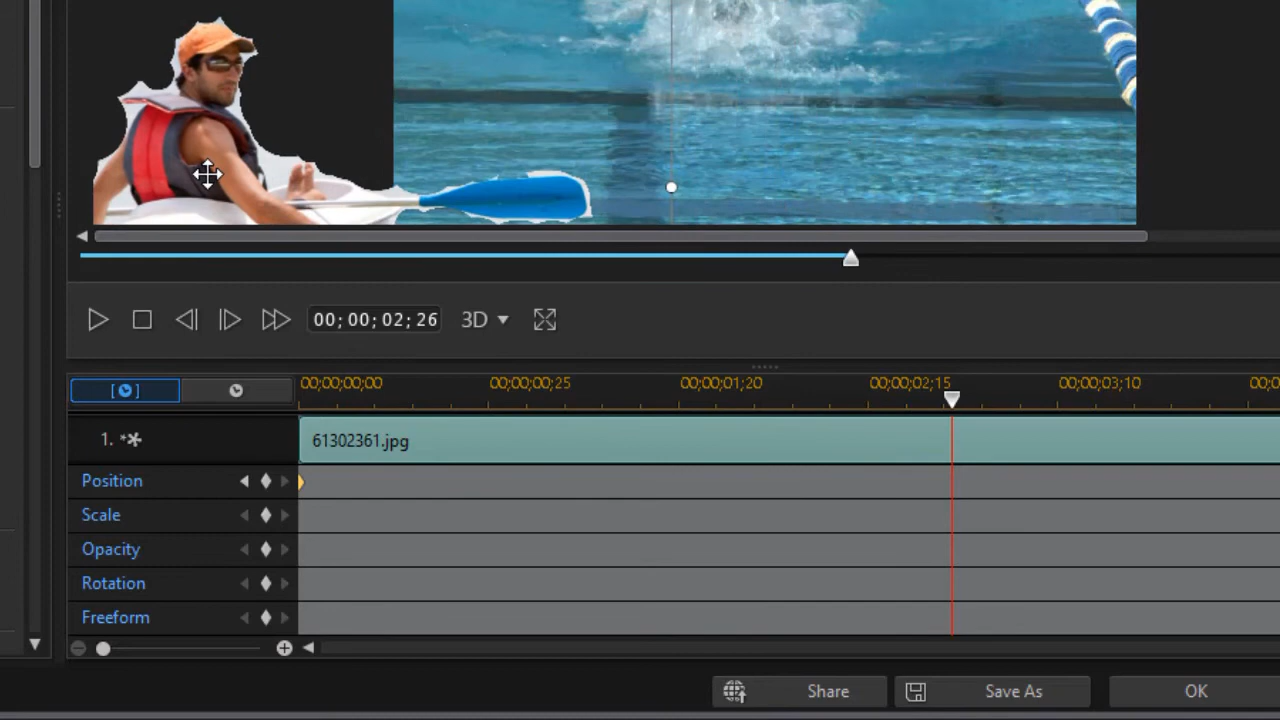 00;00;02;26 3D
00;00;00;00 00;00;00;25 00;00;01;20 00;00;02;15 00;00;03;10
1. 61302361.jpg
Position
Scale
Opacity
Rotation
Freeform
Share Save As OK